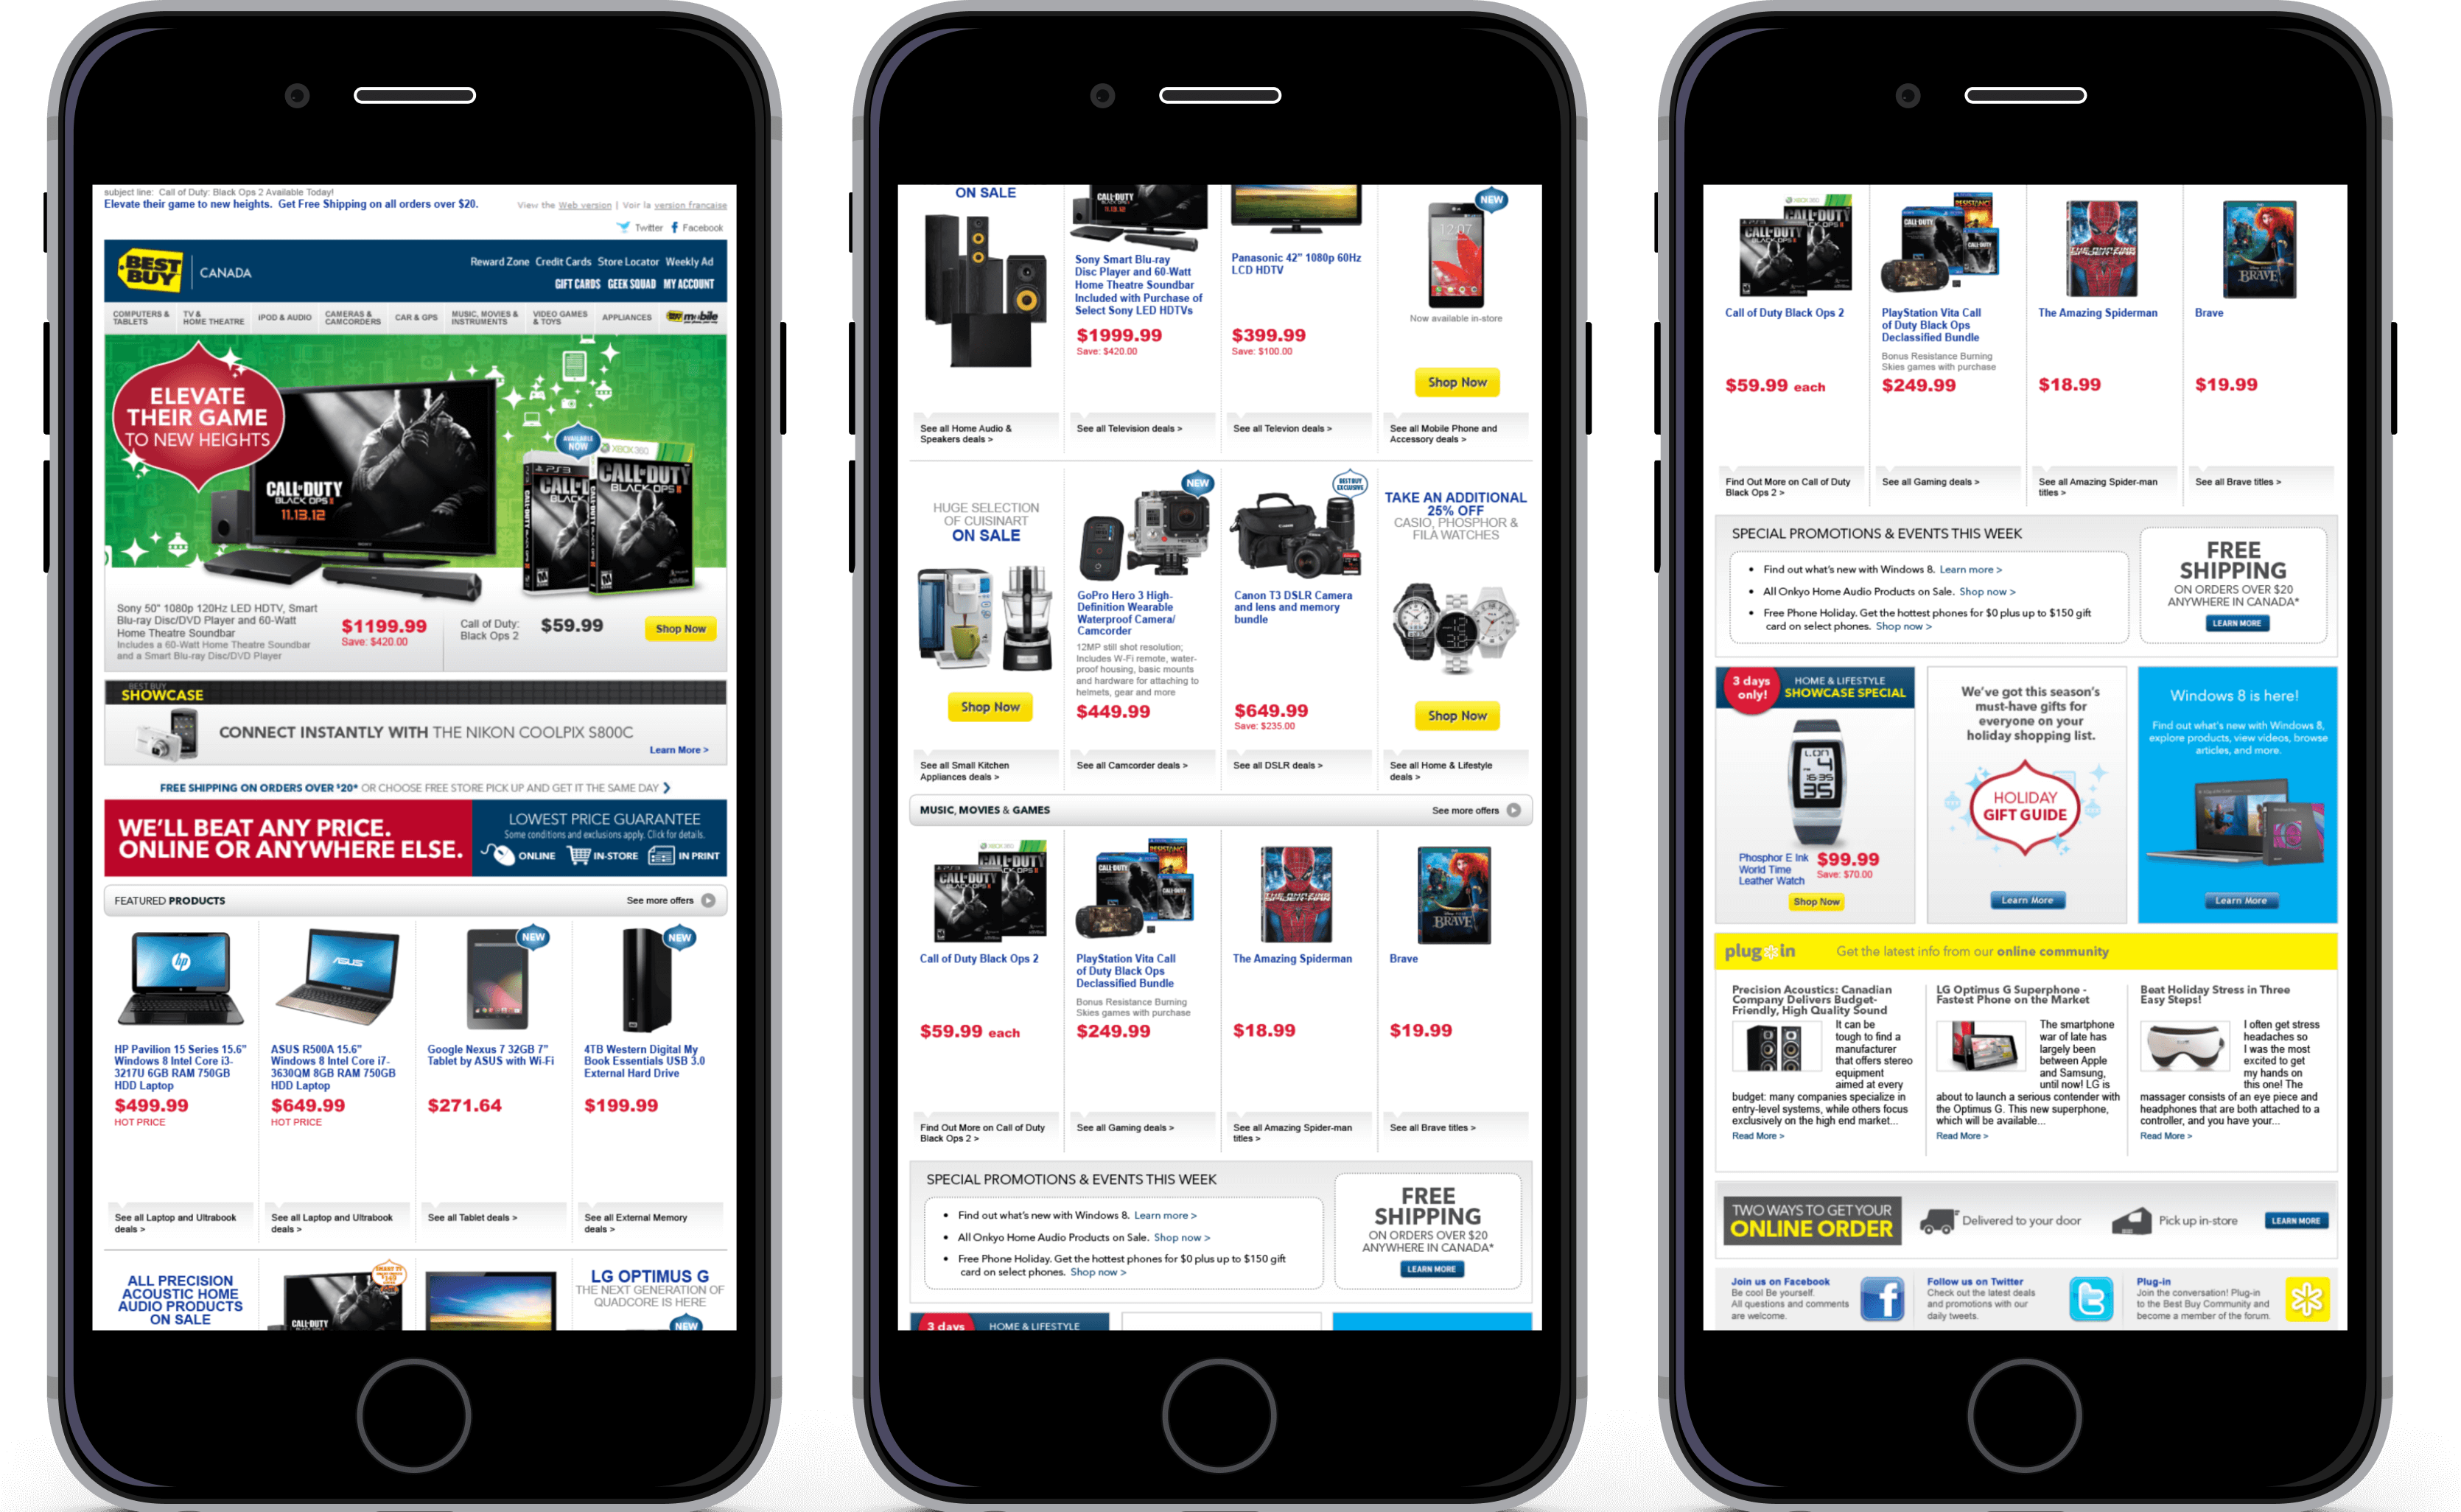 subject line: Call of Duty: Black Ops 2 Available Today!
Elevate their game to new heights. Get Free Shipping on all orders over $20.
View the Web version | Voir la version francaise
Twitter Facebook
BEST BUY
CANADA
Reward Zone Credit Cards Store Locator Weekly Ad
GIFT CARDS GEEK SQUAD MY ACCOUNT
COMPUTERS & TABLETS
TV & HOME THEATRE
iPOD & AUDIO
CAMERAS & CAMCORDERS
CAR & GPS
MUSIC, MOVIES & INSTRUMENTS
VIDEO GAMES & TOYS
APPLIANCES
mobile
ELEVATE
THEIR GAME
TO NEW HEIGHTS
CALL OF DUTY
BLACK OPS II
11.13.12
AVAILABLE
NOW
PS3
XBOX 360
CALL OF DUTY
BLACK OPS II
Sony 50" 1080p 120Hz LED HDTV, Smart
Blu-ray Disc/DVD Player and 60-Watt
Home Theatre Soundbar
Includes a 60-Watt Home Theatre Soundbar
and a Smart Blu-ray Disc/DVD Player
$1199.99
Save: $420.00
Call of Duty:
Black Ops 2
$59.99
Shop Now
BEST BUY
SHOWCASE
CONNECT INSTANTLY WITH THE NIKON COOLPIX S800C
Learn More >
FREE SHIPPING ON ORDERS OVER $20* OR CHOOSE FREE STORE PICK UP AND GET IT THE SAME DAY
WE'LL BEAT ANY PRICE.
ONLINE OR ANYWHERE ELSE.
LOWEST PRICE GUARANTEE
Some conditions and exclusions apply. Click for details.
ONLINE IN-STORE IN PRINT
FEATURED PRODUCTS
See more offers
hp
HP Pavilion 15 Series 15.6"
Windows 8 Intel Core i3-
3217U 6GB RAM 750GB
HDD Laptop
$499.99
HOT PRICE
See all Laptop and Ultrabook
deals >
ASUS
ASUS R500A 15.6"
Windows 8 Intel Core i7-
3630QM 8GB RAM 750GB
HDD Laptop
$649.99
HOT PRICE
See all Laptop and Ultrabook
deals >
NEW
Google Nexus 7 32GB 7"
Tablet by ASUS with Wi-Fi
$271.64
See all Tablet deals >
NEW
4TB Western Digital My
Book Essentials USB 3.0
External Hard Drive
$199.99
See all External Memory
deals >
ALL PRECISION
ACOUSTIC HOME
AUDIO PRODUCTS
ON SALE
CALL OF DUTY
LG OPTIMUS G
THE NEXT GENERATION OF
QUADCORE IS HERE
NEW
ON SALE
See all Home Audio &
Speakers deals >
CALL OF DUTY
11.13.12
Sony Smart Blu-ray
Disc Player and 60-Watt
Home Theatre Soundbar
Included with Purchase of
Select Sony LED HDTVs
$1999.99
Save: $420.00
See all Television deals >
Panasonic 42" 1080p 60Hz
LCD HDTV
$399.99
Save: $100.00
See all Televion deals >
NEW
12:07
Now available in-store
Shop Now
See all Mobile Phone and
Accessory deals >
HUGE SELECTION
OF CUISINART
ON SALE
Shop Now
See all Small Kitchen
Appliances deals >
NEW
GoPro Hero 3 High-
Definition Wearable
Waterproof Camera/
Camcorder
12MP still shot resolution;
Includes W-Fi remote, water-
proof housing, basic mounts
and hardware for attaching to
helmets, gear and more
$449.99
See all Camcorder deals >
BEST BUY
EXCLUSIVE
Canon T3 DSLR Camera
and lens and memory
bundle
$649.99
Save: $235.00
See all DSLR deals >
TAKE AN ADDITIONAL
25% OFF
CASIO, PHOSPHOR &
FILA WATCHES
Shop Now
See all Home & Lifestyle
deals >
MUSIC, MOVIES & GAMES
See more offers
Call of Duty Black Ops 2
$59.99 each
Find Out More on Call of Duty
Black Ops 2 >
PlayStation Vita Call
of Duty Black Ops
Declassified Bundle
Bonus Resistance Burning
Skies games with purchase
$249.99
See all Gaming deals >
The Amazing Spiderman
$18.99
See all Amazing Spider-man
titles >
BRAVE
Brave
$19.99
See all Brave titles >
SPECIAL PROMOTIONS & EVENTS THIS WEEK
• Find out what's new with Windows 8. Learn more >
• All Onkyo Home Audio Products on Sale. Shop now >
• Free Phone Holiday. Get the hottest phones for $0 plus up to $150 gift
card on select phones. Shop now >
FREE
SHIPPING
ON ORDERS OVER $20
ANYWHERE IN CANADA*
LEARN MORE
3 days
HOME & LIFESTYLE
Call of Duty Black Ops 2
$59.99 each
Find Out More on Call of Duty
Black Ops 2 >
PlayStation Vita Call
of Duty Black Ops
Declassified Bundle
Bonus Resistance Burning
Skies games with purchase
$249.99
See all Gaming deals >
The Amazing Spiderman
$18.99
See all Amazing Spider-man
titles >
BRAVE
Brave
$19.99
See all Brave titles >
SPECIAL PROMOTIONS & EVENTS THIS WEEK
• Find out what's new with Windows 8. Learn more >
• All Onkyo Home Audio Products on Sale. Shop now >
• Free Phone Holiday. Get the hottest phones for $0 plus up to $150 gift
card on select phones. Shop now >
FREE
SHIPPING
ON ORDERS OVER $20
ANYWHERE IN CANADA*
LEARN MORE
3 days
only!
HOME & LIFESTYLE
SHOWCASE SPECIAL
Phosphor E Ink
World Time
Leather Watch
$99.99
Save: $70.00
Shop Now
We've got this season's
must-have gifts for
everyone on your
holiday shopping list.
HOLIDAY
GIFT GUIDE
Learn More
Windows 8 is here!
Find out what's new with Windows 8,
explore products, view videos, browse
articles, and more.
Learn More
plug in
Get the latest info from our online community
Precision Acoustics: Canadian
Company Delivers Budget-
Friendly, High Quality Sound
It can be
tough to find a
manufacturer
that offers stereo
equipment
aimed at every
budget: many companies specialize in
entry-level systems, while others focus
exclusively on the high end market...
Read More >
LG Optimus G Superphone -
Fastest Phone on the Market
The smartphone
war of late has
largely been
between Apple
and Samsung,
until now! LG is
about to launch a serious contender with
the Optimus G. This new superphone,
which will be available...
Read More >
Beat Holiday Stress in Three
Easy Steps!
I often get stress
headaches so
I was the most
excited to get
my hands on
this one! The
massager consists of an eye piece and
headphones that are both attached to a
controller, and you have your...
Read More >
TWO WAYS TO GET YOUR
ONLINE ORDER
Delivered to your door
Pick up in-store
LEARN MORE
Join us on Facebook
Be cool Be yourself.
All questions and comments
are welcome.
Follow us on Twitter
Check out the latest deals
and promotions with our
daily tweets.
Plug-in
Join the conversation! Plug-in
to the Best Buy Community and
become a member of the forum.